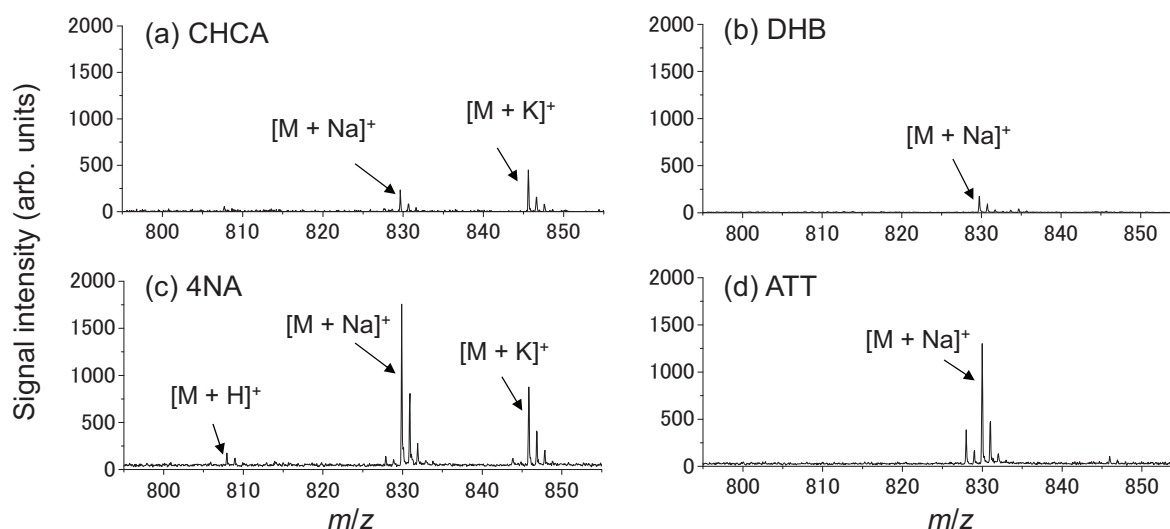 (a) CHCA
2000
1500
1000
500
0
[M + Na]⁺
[M + K]⁺
800 810 820 830 840 850
(b) DHB
2000
1500
1000
500
0
[M + Na]⁺
800 810 820 830 840 850
Signal intensity (arb. units)
(c) 4NA
2000
1500
1000
500
0
[M + H]⁺
[M + Na]⁺
[M + K]⁺
800 810 820 830 840 850
m/z
(d) ATT
2000
1500
1000
500
0
[M + Na]⁺
800 810 820 830 840 850
m/z